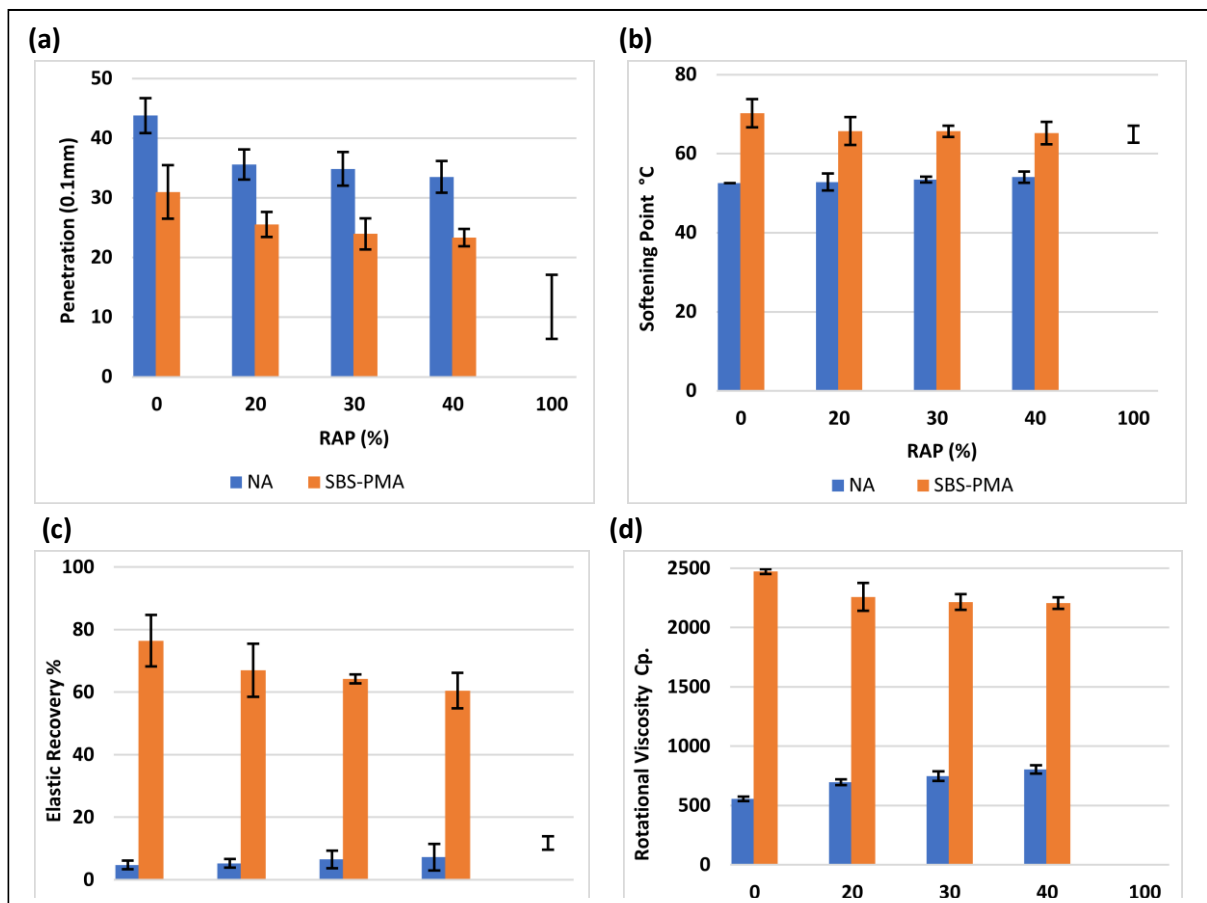 (a)
50
40
30
20
10
0
Penetration (0.1mm)
0 20 30 40 100
RAP (%)
NA SBS-PMA
(b)
80
60
40
20
0
Softening Point °C
0 20 30 40 100
RAP (%)
NA SBS-PMA
(c)
100
80
60
40
20
0
Elastic Recovery %
(d)
2500
2000
1500
1000
500
0
Rotational Viscosity Cp.
0 20 30 40 100